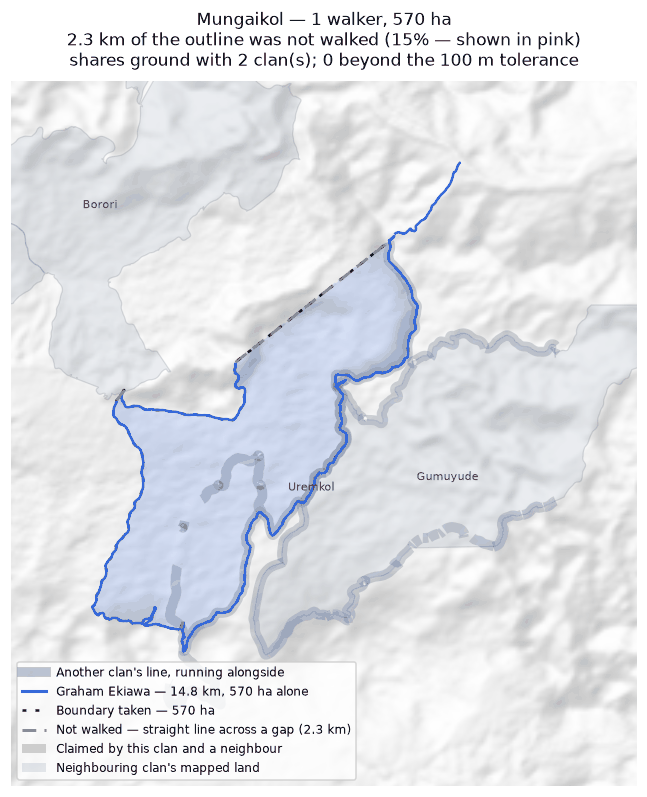 Mungaikol — 1 walker, 570 ha
2.3 km of the outline was not walked (15% — shown in pink)
shares ground with 2 clan(s); 0 beyond the 100 m tolerance
Borori
Gumuyude
Uremkol
Another clan's line, running alongside
Graham Ekiawa — 14.8 km, 570 ha alone
Boundary taken — 570 ha
Not walked — straight line across a gap (2.3 km)
Claimed by this clan and a neighbour
Neighbouring clan's mapped land